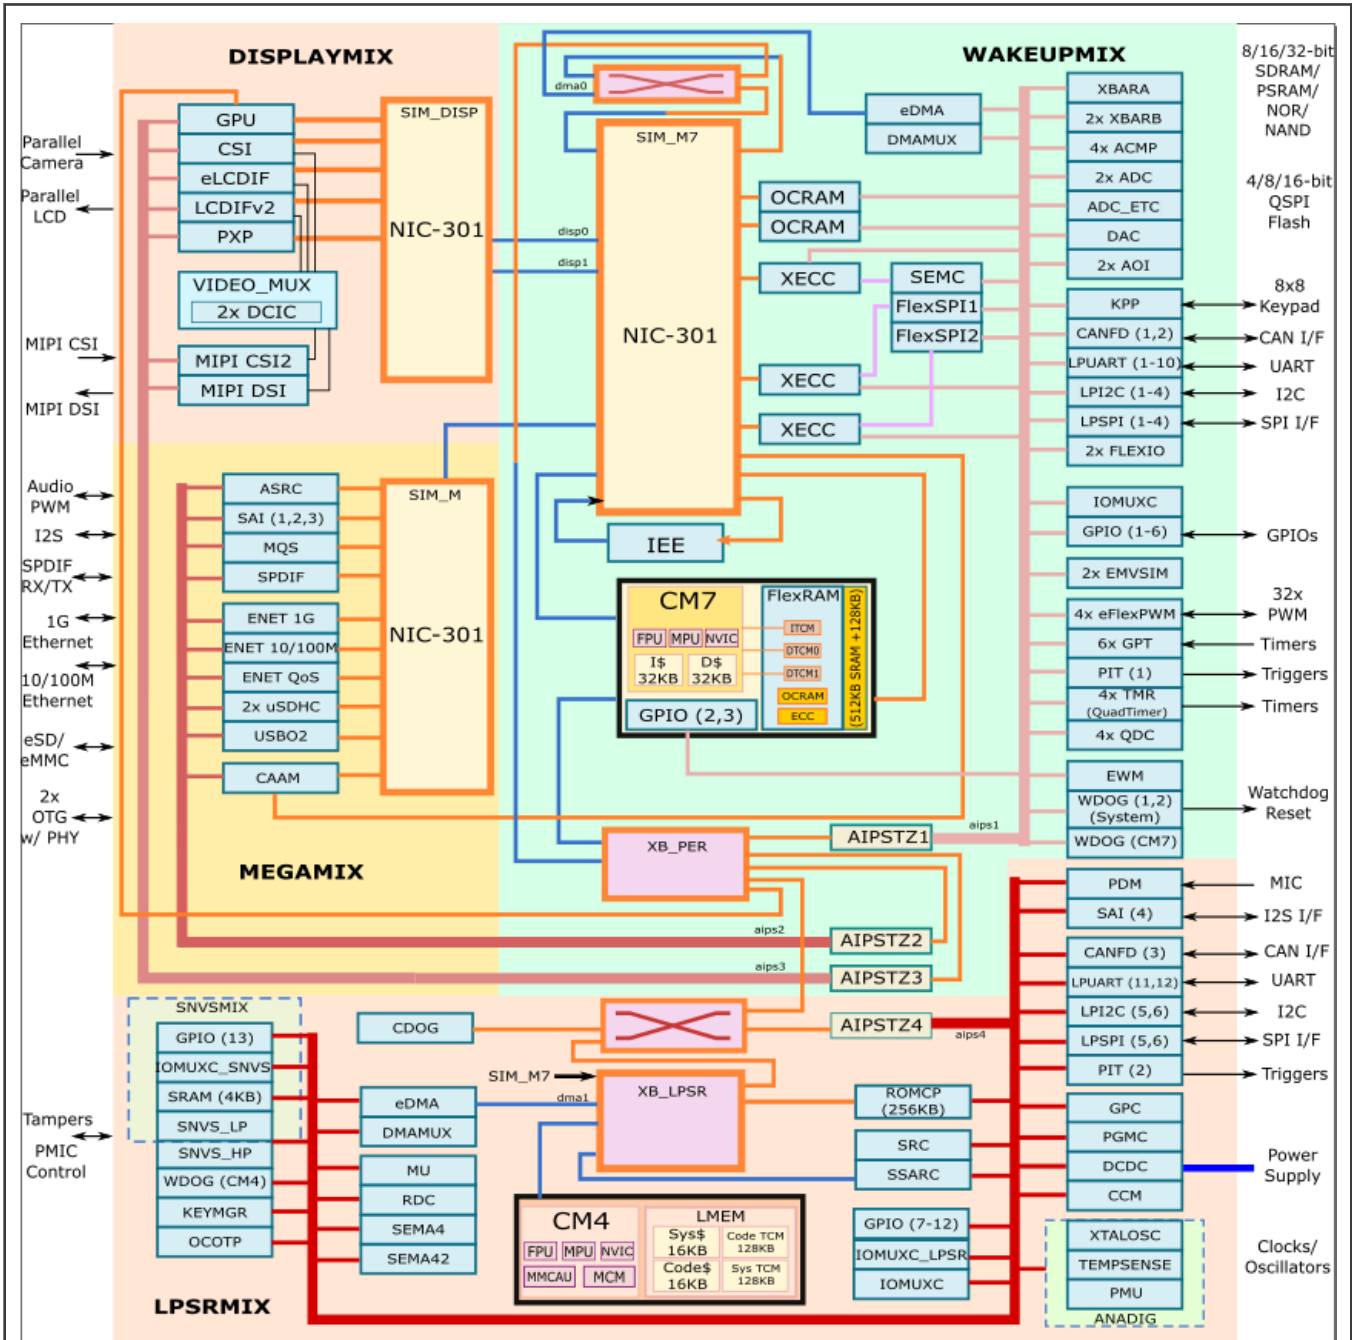 DISPLAYMIX
WAKEUPMIX
8/16/32-bit
SDRAM/
PSRAM/
NOR/
NAND
4/8/16-bit
QSPI
Flash
Parallel
Camera
Parallel
LCD
MIPI CSI
MIPI DSI
GPU
CSI
eLCDIF
LCDIFv2
PXP
VIDEO_MUX
2x DCIC
MIPI CSI2
MIPI DSI
SIM_DISP
NIC-301
disp0
disp1
dma0
SIM_M7
NIC-301
eDMA
DMAMUX
OCRAM
OCRAM
XECC
SEMC
FlexSPI1
FlexSPI2
XECC
XECC
IEE
XBARA
2x XBARB
4x ACMP
2x ADC
ADC_ETC
DAC
2x AOI
KPP
CANFD (1,2)
LPUART (1-10)
LPI2C (1-4)
LPSPI (1-4)
2x FLEXIO
8x8
Keypad
CAN I/F
UART
I2C
SPI I/F
IOMUXC
GPIO (1-6)
2x EMVSIM
4x eFlexPWM
6x GPT
PIT (1)
4x TMR
(QuadTimer)
4x QDC
GPIOs
32x
PWM
Timers
Triggers
Timers
EWM
WDOG (1,2)
(System)
WDOG (CM7)
Watchdog
Reset
Audio
PWM
I2S
SPDIF
RX/TX
1G
Ethernet
10/100M
Ethernet
eSD/
eMMC
2x
OTG
w/ PHY
ASRC
SAI (1,2,3)
MQS
SPDIF
ENET 1G
ENET 10/100M
ENET QoS
2x uSDHC
USBO2
CAAM
SIM_M
NIC-301
MEGAMIX
CM7
FPU
MPU
NVIC
I$
32KB
D$
32KB
GPIO (2,3)
FlexRAM
ITCM
DTCM0
DTCM1
OCRAM
ECC
(512KB SRAM +128KB)
XB_PER
AIPSTZ1
aips1
AIPSTZ2
aips2
AIPSTZ3
aips3
AIPSTZ4
aips4
PDM
SAI (4)
CANFD (3)
LPUART (11,12)
LPI2C (5,6)
LPSPI (5,6)
PIT (2)
MIC
I2S I/F
CAN I/F
UART
I2C
SPI I/F
Triggers
GPC
PGMC
DCDC
CCM
Power
Supply
XTALOSC
TEMPSENSE
PMU
ANADIG
Clocks/
Oscillators
SNVSMIX
GPIO (13)
IOMUXC_SNVS
SRAM (4KB)
SNVS_LP
SNVS_HP
WDOG (CM4)
KEYMGR
OCOTP
Tampers
PMIC
Control
LPSRMIX
CDOG
SIM_M7
dma1
XB_LPSR
eDMA
DMAMUX
MU
RDC
SEMA4
SEMA42
ROMCP
(256KB)
SRC
SSARC
GPIO (7-12)
IOMUXC_LPSR
IOMUXC
CM4
FPU
MPU
NVIC
MMCAU
MCM
LMEM
Sys$
16KB
Code TCM
128KB
Code$
16KB
Sys TCM
128KB